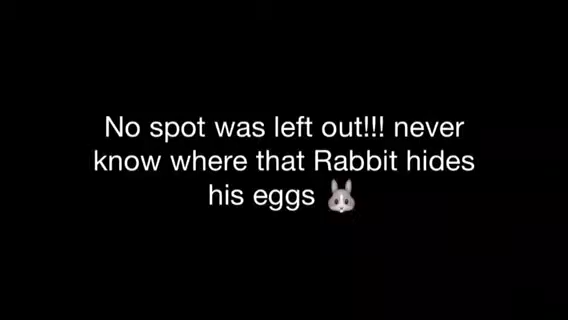 No spot was left out!!! never
know where that Rabbit hides
his eggs 🐰